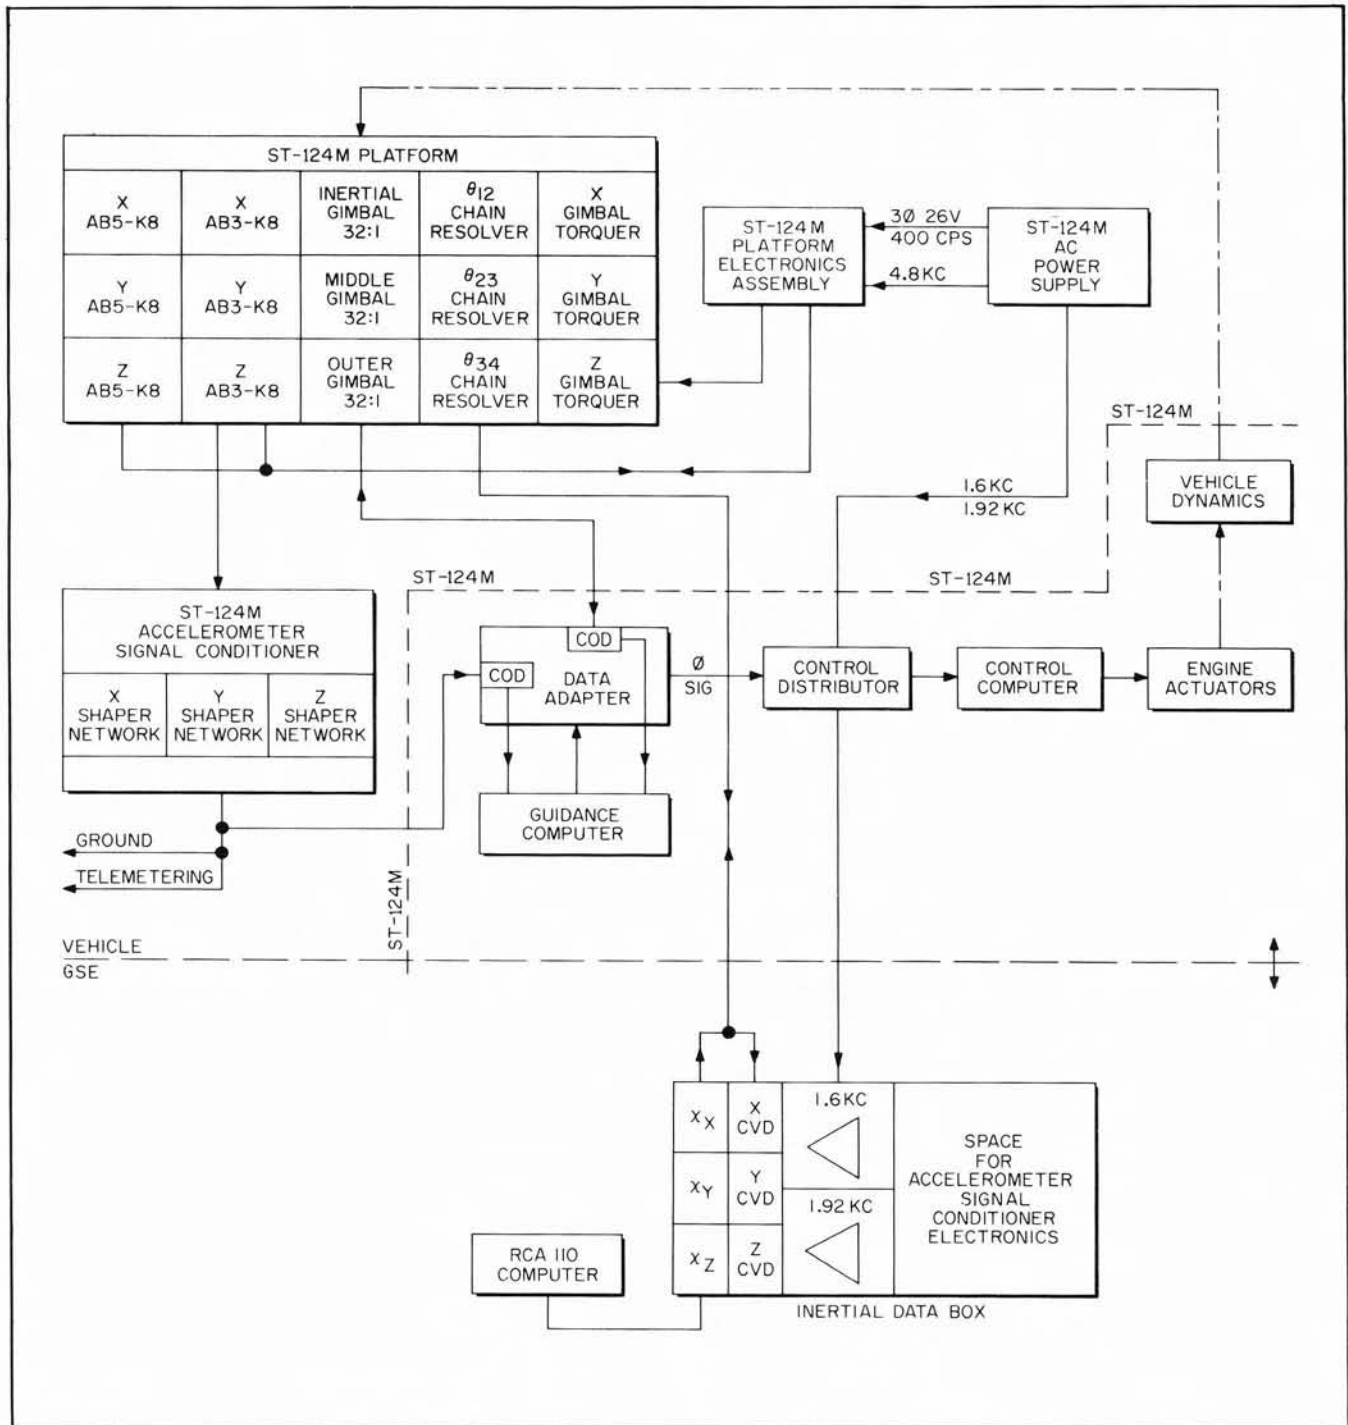 ST-124M PLATFORM
X
AB5-K8
X
AB3-K8
INERTIAL
GIMBAL
32:1
θ12
CHAIN
RESOLVER
X
GIMBAL
TORQUER
Y
AB5-K8
Y
AB3-K8
MIDDLE
GIMBAL
32:1
θ23
CHAIN
RESOLVER
Y
GIMBAL
TORQUER
Z
AB5-K8
Z
AB3-K8
OUTER
GIMBAL
32:1
θ34
CHAIN
RESOLVER
Z
GIMBAL
TORQUER
ST-124M
PLATFORM
ELECTRONICS
ASSEMBLY
3Ø 26V
400 CPS
4.8KC
ST-124M
AC
POWER
SUPPLY
ST-124M
1.6KC
1.92KC
VEHICLE
DYNAMICS
ST-124M
ST-124M
ST-124M
ACCELEROMETER
SIGNAL CONDITIONER
X
SHAPER
NETWORK
Y
SHAPER
NETWORK
Z
SHAPER
NETWORK
COD
COD
DATA
ADAPTER
Ø
SIG
CONTROL
DISTRIBUTOR
CONTROL
COMPUTER
ENGINE
ACTUATORS
GUIDANCE
COMPUTER
GROUND
TELEMETERING
ST-124M
VEHICLE
GSE
χX
X
CVD
1.6KC
χY
Y
CVD
1.92KC
χZ
Z
CVD
SPACE
FOR
ACCELEROMETER
SIGNAL
CONDITIONER
ELECTRONICS
RCA 110
COMPUTER
INERTIAL DATA BOX